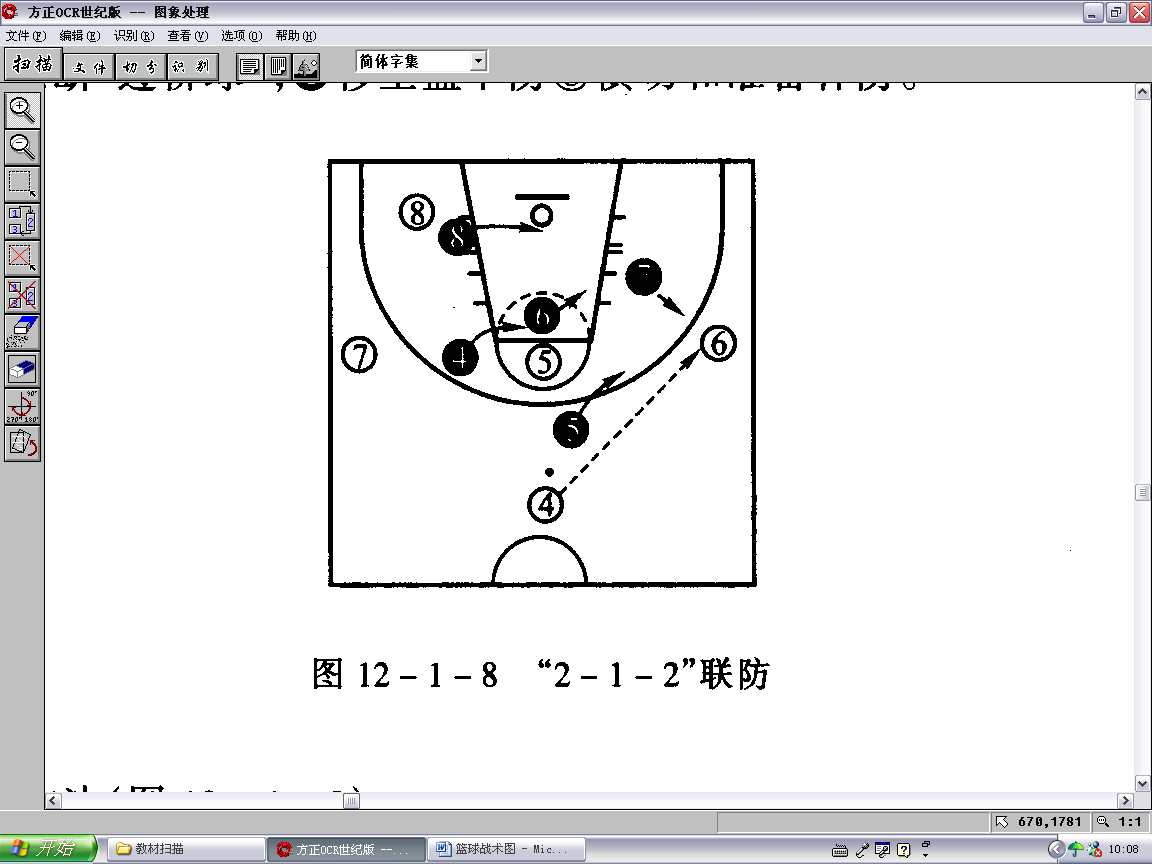 方正OCR世纪版 -- 图象处理
文件(F) 编辑(E) 识别(R) 查看(V) 选项(O) 帮助(H)
扫描 文件 切分 识别 简体字集
8
8
7
6
4
5
7
6
5
4
90°
270° 180°
图 12-1-8 “2-1-2”联防
670,1781 1:1
开始 教材扫描 方正OCR世纪版 --... 篮球战术图 - Mic... 10:08